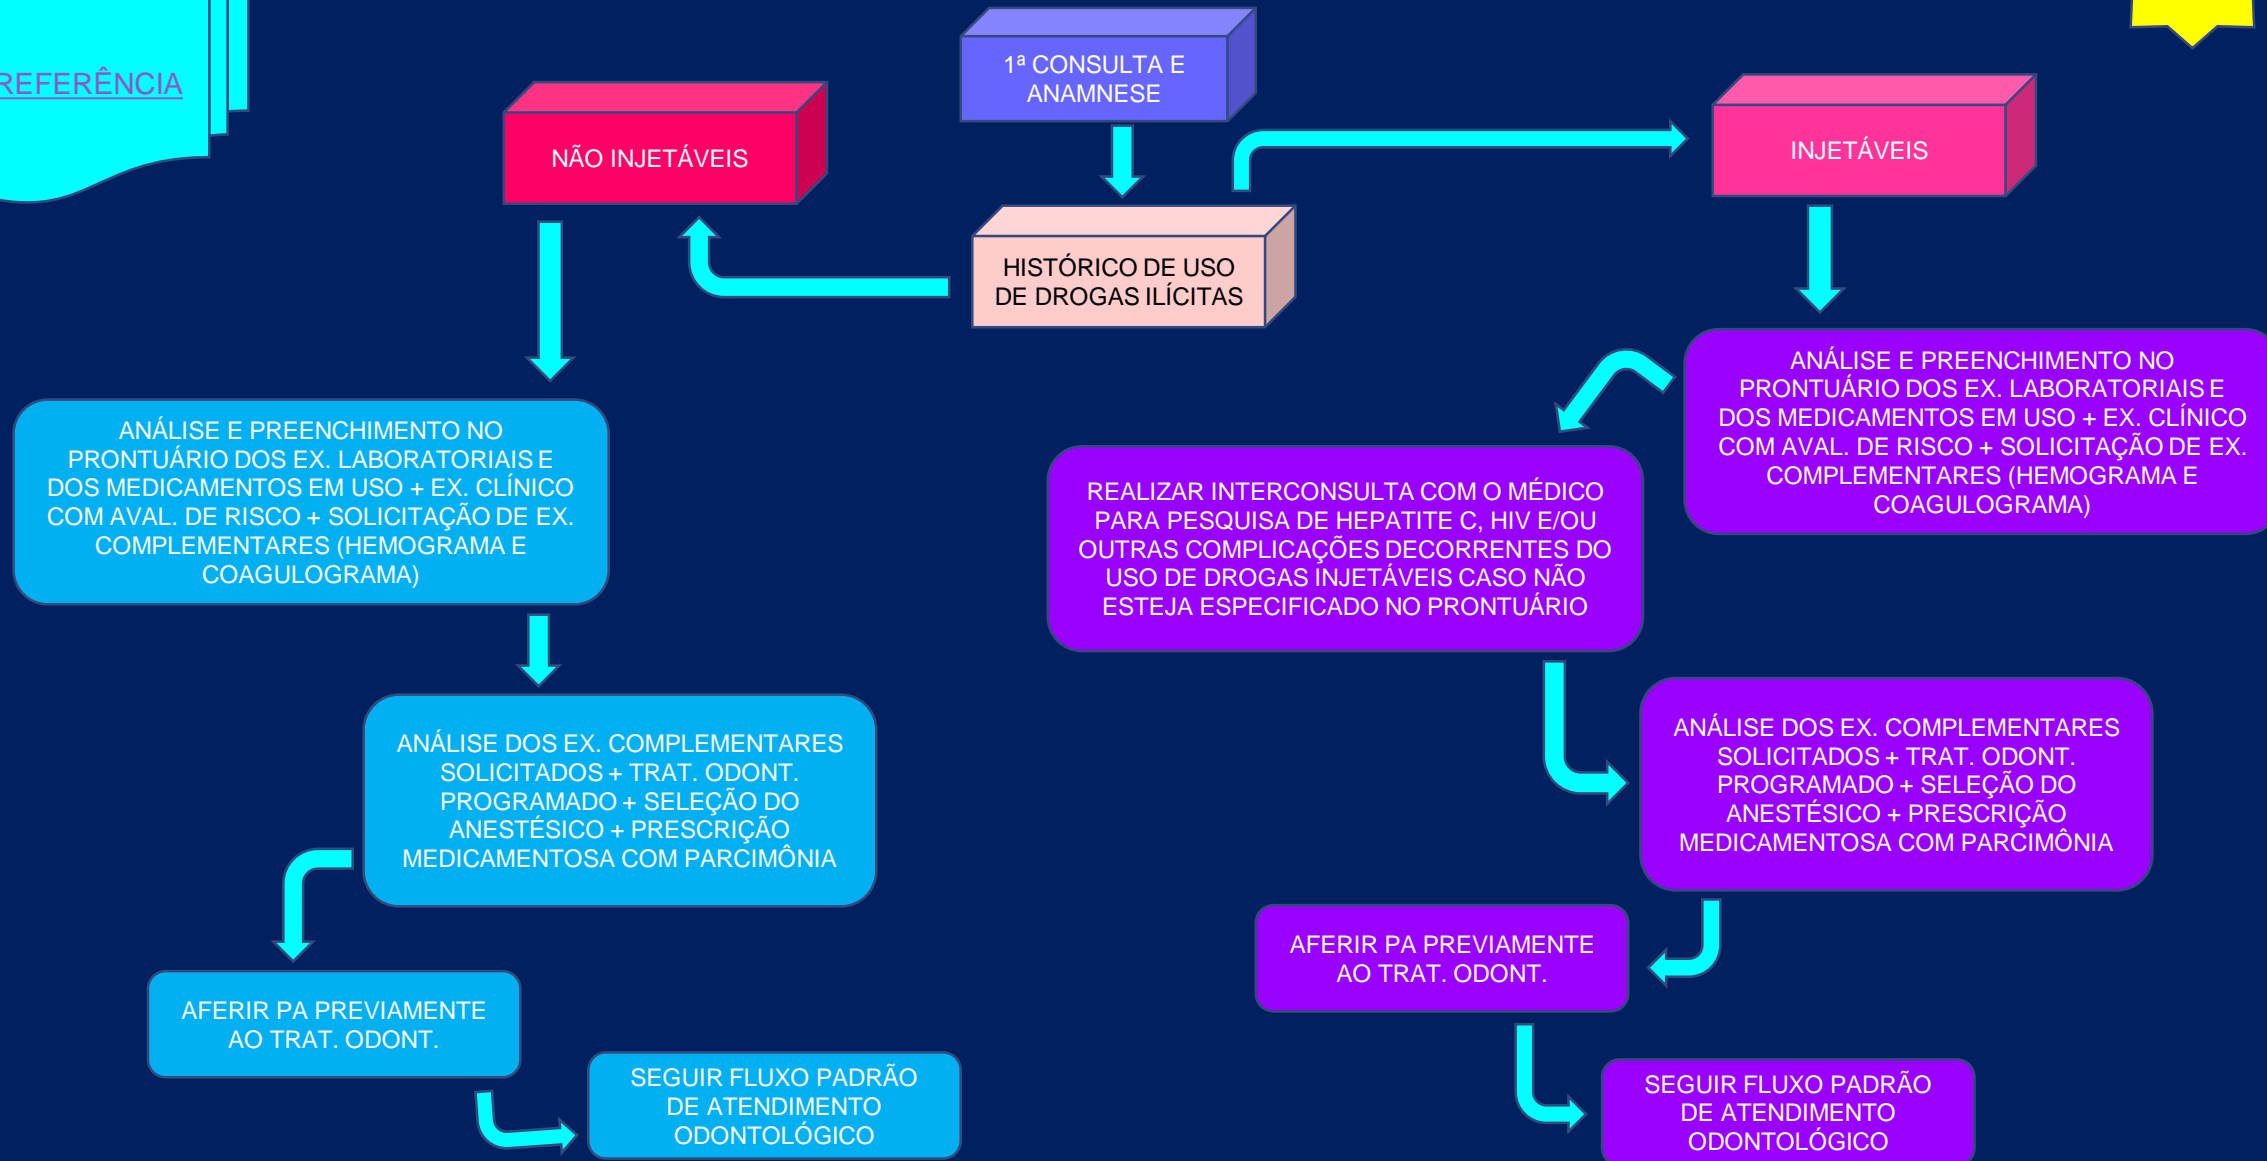 REFERÊNCIA
1ª CONSULTA E
ANAMNESE
NÃO INJETÁVEIS
INJETÁVEIS
HISTÓRICO DE USO
DE DROGAS ILÍCITAS
ANÁLISE E PREENCHIMENTO NO
PRONTUÁRIO DOS EX. LABORATORIAIS E
DOS MEDICAMENTOS EM USO + EX. CLÍNICO
COM AVAL. DE RISCO + SOLICITAÇÃO DE EX.
COMPLEMENTARES (HEMOGRAMA E
COAGULOGRAMA)
ANÁLISE DOS EX. COMPLEMENTARES
SOLICITADOS + TRAT. ODONT.
PROGRAMADO + SELEÇÃO DO
ANESTÉSICO + PRESCRIÇÃO
MEDICAMENTOSA COM PARCIMÔNIA
AFERIR PA PREVIAMENTE
AO TRAT. ODONT.
SEGUIR FLUXO PADRÃO
DE ATENDIMENTO
ODONTOLÓGICO
ANÁLISE E PREENCHIMENTO NO
PRONTUÁRIO DOS EX. LABORATORIAIS E
DOS MEDICAMENTOS EM USO + EX. CLÍNICO
COM AVAL. DE RISCO + SOLICITAÇÃO DE EX.
COMPLEMENTARES (HEMOGRAMA E
COAGULOGRAMA)
REALIZAR INTERCONSULTA COM O MÉDICO
PARA PESQUISA DE HEPATITE C, HIV E/OU
OUTRAS COMPLICAÇÕES DECORRENTES DO
USO DE DROGAS INJETÁVEIS CASO NÃO
ESTEJA ESPECIFICADO NO PRONTUÁRIO
ANÁLISE DOS EX. COMPLEMENTARES
SOLICITADOS + TRAT. ODONT.
PROGRAMADO + SELEÇÃO DO
ANESTÉSICO + PRESCRIÇÃO
MEDICAMENTOSA COM PARCIMÔNIA
AFERIR PA PREVIAMENTE
AO TRAT. ODONT.
SEGUIR FLUXO PADRÃO
DE ATENDIMENTO
ODONTOLÓGICO